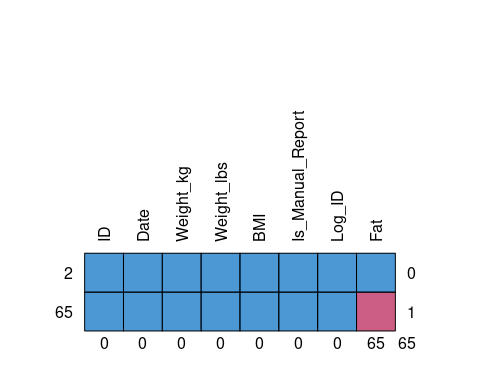 ID
Date
Weight_kg
Weight_lbs
BMI
Is_Manual_Report
Log_ID
Fat
2 0
65 1
0 0 0 0 0 0 0 65 65